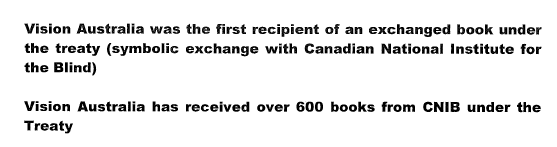 Vision Australia was the first recipient of an exchanged book under
the treaty (symbolic exchange with Canadian National Institute for
the Blind)
Vision Australia has received over 600 books from CNIB under the
Treaty